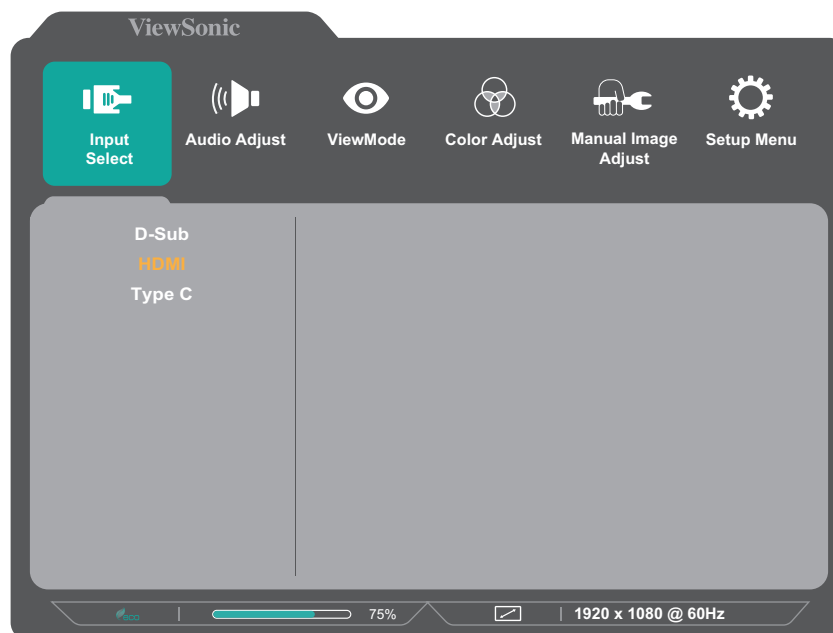 ViewSonic
Input
Select
Audio Adjust
ViewMode
Color Adjust
Manual Image
Adjust
Setup Menu
D-Sub
HDMI
Type C
eco
75%
1920 x 1080 @ 60Hz